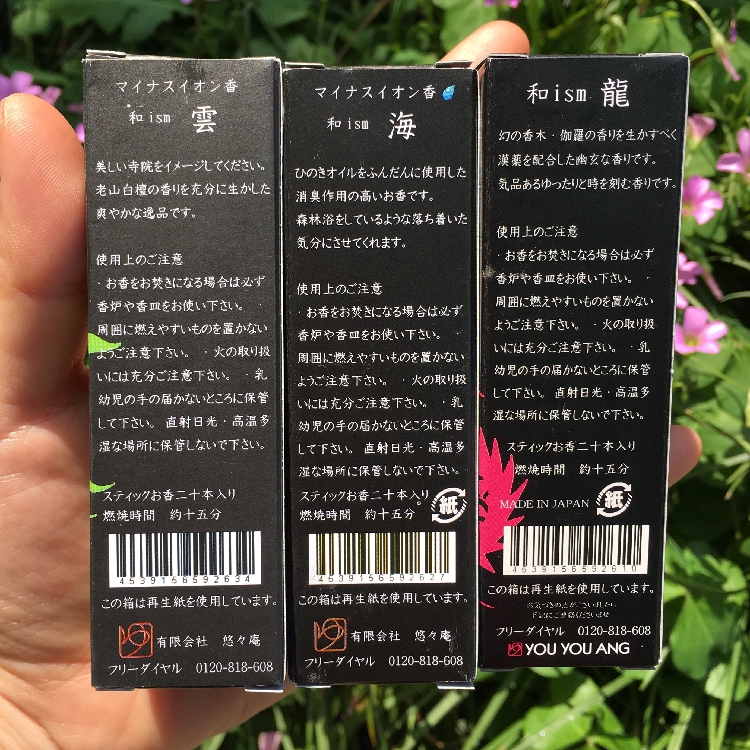 マイナスイオン香
和ism 雲
美しい寺院をイメージしてください。
老山白檀の香りを充分に生かした
爽やかな逸品です。
使用上のご注意
・お香をお焚きになる場合は必ず
香炉や香皿をお使い下さい。 ・
周囲に燃えやすいものを置かない
ようご注意下さい。 ・火の取り扱
いには充分ご注意下さい。 ・乳
幼児の手の届かないところに保管
して下さい。 直射日光・高温多
湿な場所に保管しないで下さい。
スティックお香二十本入り
燃焼時間 約十五分
4539156592634
この箱は再生紙を使用しています.
有限会社 悠々庵
フリーダイヤル 0120-818-608
マイナスイオン香
和ism 海
ひのきオイルをふんだんに使用した
消臭作用の高いお香です。
森林浴をしているような落ち着いた
気分にさせてくれます。
使用上のご注意
・お香をお焚きになる場合は必ず
香炉や香皿をお使い下さい。 ・
周囲に燃えやすいものを置かない
ようご注意下さい。 ・火の取り扱
いには充分ご注意下さい。 ・乳
幼児の手の届かないところに保管
して下さい。 直射日光・高温多
湿な場所に保管しないで下さい。
スティックお香二十本入り
燃焼時間 約十五分
紙
4539156592627
この箱は再生紙を使用しています.
有限会社 悠々庵
フリーダイヤル 0120-818-608
和ism 龍
幻の香木・伽羅の香りを生かすべく
漢薬を配合した幽玄な香りです。
気品あるゆったりと時を刻む香りです。
使用上のご注意
・お香をお焚きになる場合は必ず
香炉や香皿をお使い下さい。 ・
周囲に燃えやすいものを置かない
ようご注意下さい。 ・火の取り扱
いには充分ご注意下さい。 ・乳
幼児の手の届かないところに保管
して下さい。 直射日光・高温多
湿な場所に保管しないで下さい。
スティックお香二十本入り
燃焼時間 約十五分
MADE IN JAPAN
紙
4539156592610
この箱は再生紙を使用しています.
お気づきの点がございましたら
下記にご連絡くださいませ
フリーダイヤル 0120-818-608
YOU YOU ANG